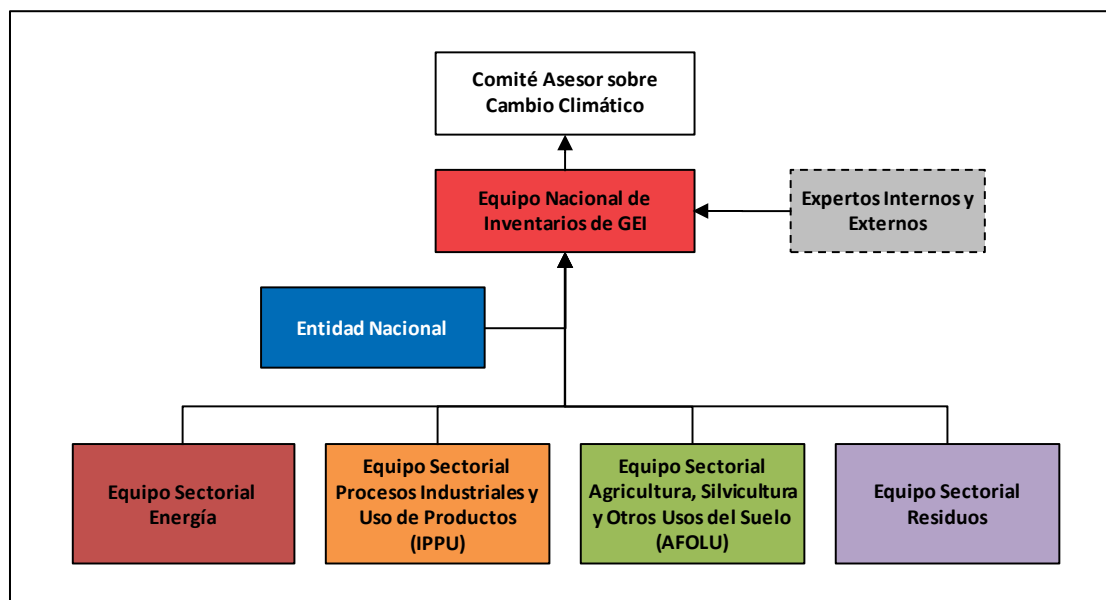 Comité Asesor sobre
Cambio Climático
Equipo Nacional de
Inventarios de GEI
Expertos Internos y
Externos
Entidad Nacional
Equipo Sectorial
Energía
Equipo Sectorial
Procesos Industriales y
Uso de Productos
(IPPU)
Equipo Sectorial
Agricultura, Silvicultura
y Otros Usos del Suelo
(AFOLU)
Equipo Sectorial
Residuos